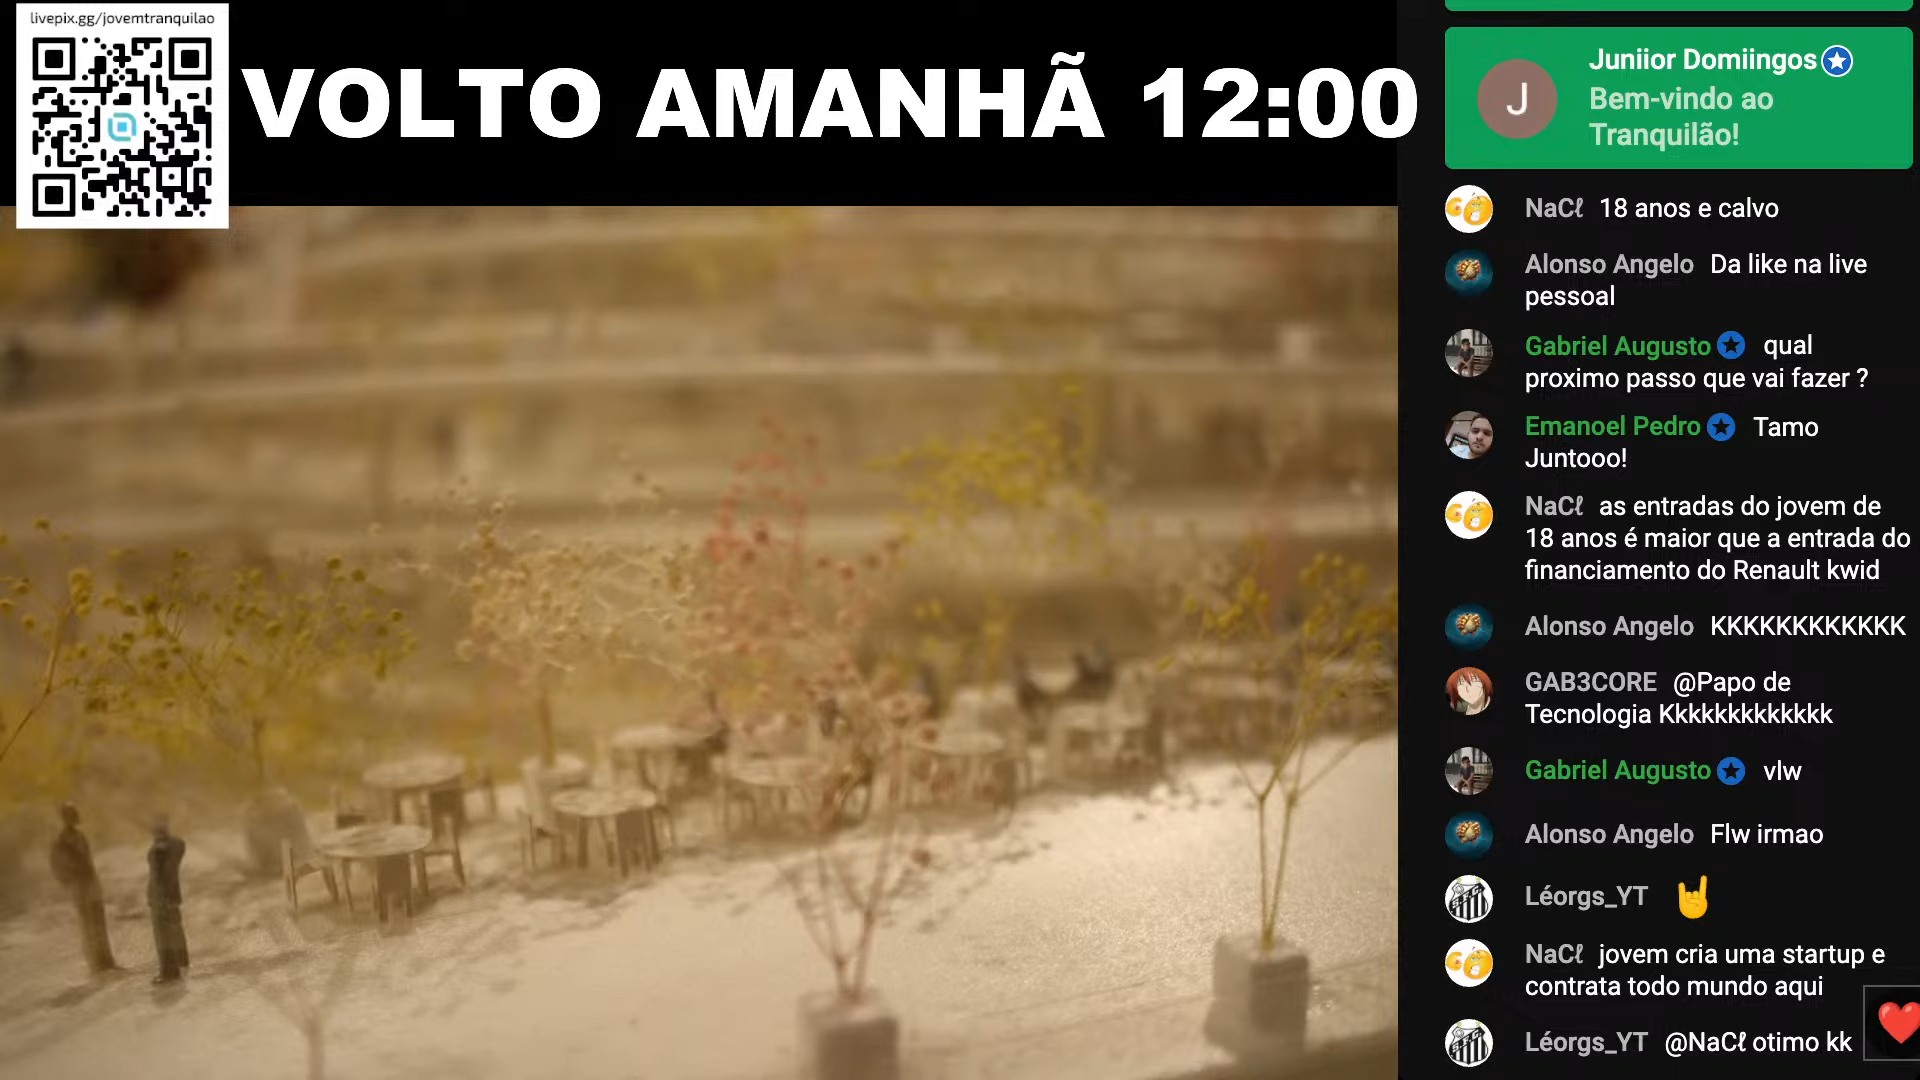 livepix.gg/jovemtranquilao
VOLTO AMANHÃ 12:00
J
Juniior Domiingos
Bem-vindo ao
Tranquilão!
NaCℓ 18 anos e calvo
Alonso Angelo Da like na live
pessoal
Gabriel Augusto qual
proximo passo que vai fazer ?
Emanoel Pedro Tamo
Juntooo!
NaCℓ as entradas do jovem de
18 anos é maior que a entrada do
financiamento do Renault kwid
Alonso Angelo KKKKKKKKKKKK
GAB3CORE @Papo de
Tecnologia Kkkkkkkkkkkkk
Gabriel Augusto vlw
Alonso Angelo Flw irmao
Léorgs_YT 🤘
NaCℓ jovem cria uma startup e
contrata todo mundo aqui
Léorgs_YT @NaCℓ otimo kk